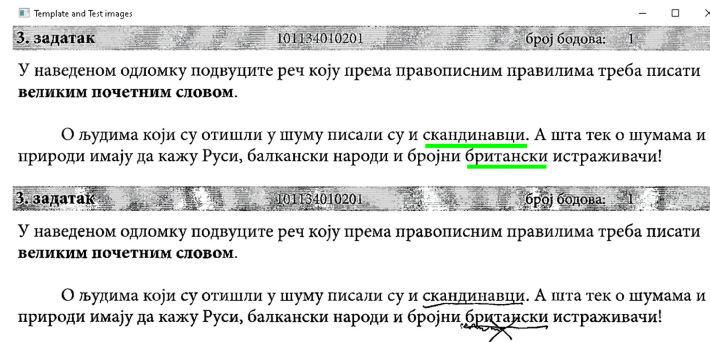 Template and Test images
3. задатак 101134010201 број бодова: 1
У наведеном одломку подвуците реч коју према правописним правилима треба писати
великим почетним словом.
О људима који су отишли у шуму писали су и скандинавци. А шта тек о шумама и
природи имају да кажу Руси, балкански народи и бројни британски истраживачи!
3. задатак 101134010201 број бодова: 1
У наведеном одломку подвуците реч коју према правописним правилима треба писати
великим почетним словом.
О људима који су отишли у шуму писали су и скандинавци. А шта тек о шумама и
природи имају да кажу Руси, балкански народи и бројни британски истраживачи!